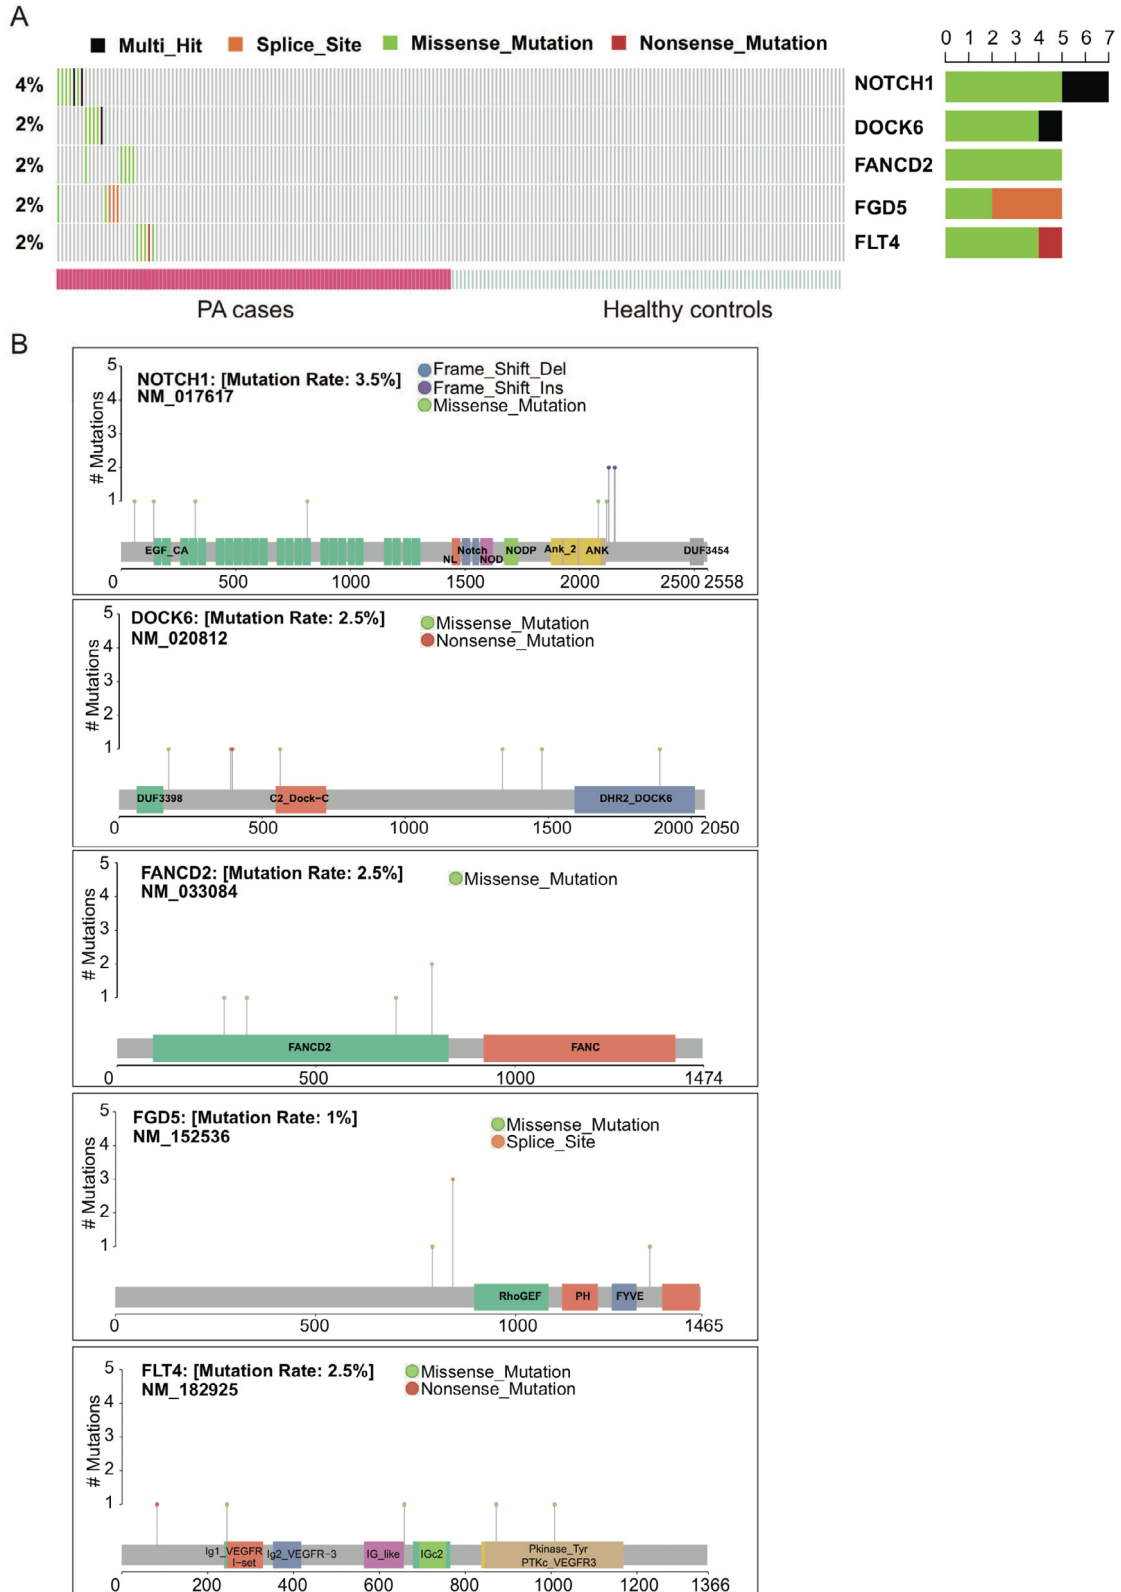 A
Multi_Hit Splice_Site Missense_Mutation Nonsense_Mutation
0 1 2 3 4 5 6 7
4% NOTCH1
2% DOCK6
2% FANCD2
2% FGD5
2% FLT4
PA cases Healthy controls
B
NOTCH1: [Mutation Rate: 3.5%]
NM_017617
Frame_Shift_Del
Frame_Shift_Ins
Missense_Mutation
# Mutations
5
4
3
2
1
EGF_CA NL Notch NOD NODP Ank_2 ANK DUF3454
0 500 1000 1500 2000 2500 2558
DOCK6: [Mutation Rate: 2.5%]
NM_020812
Missense_Mutation
Nonsense_Mutation
# Mutations
5
4
3
2
1
DUF3398 C2_Dock-C DHR2_DOCK6
0 500 1000 1500 2000 2050
FANCD2: [Mutation Rate: 2.5%]
NM_033084
Missense_Mutation
# Mutations
5
4
3
2
1
FANCD2 FANC
0 500 1000 1474
FGD5: [Mutation Rate: 1%]
NM_152536
Missense_Mutation
Splice_Site
# Mutations
5
4
3
2
1
RhoGEF PH FYVE
0 500 1000 1465
FLT4: [Mutation Rate: 2.5%]
NM_182925
Missense_Mutation
Nonsense_Mutation
# Mutations
5
4
3
2
1
Ig1_VEGFR I-set Ig2_VEGFR-3 IG_like IGc2 Pkinase_Tyr
PTKc_VEGFR3
0 200 400 600 800 1000 1200 1366